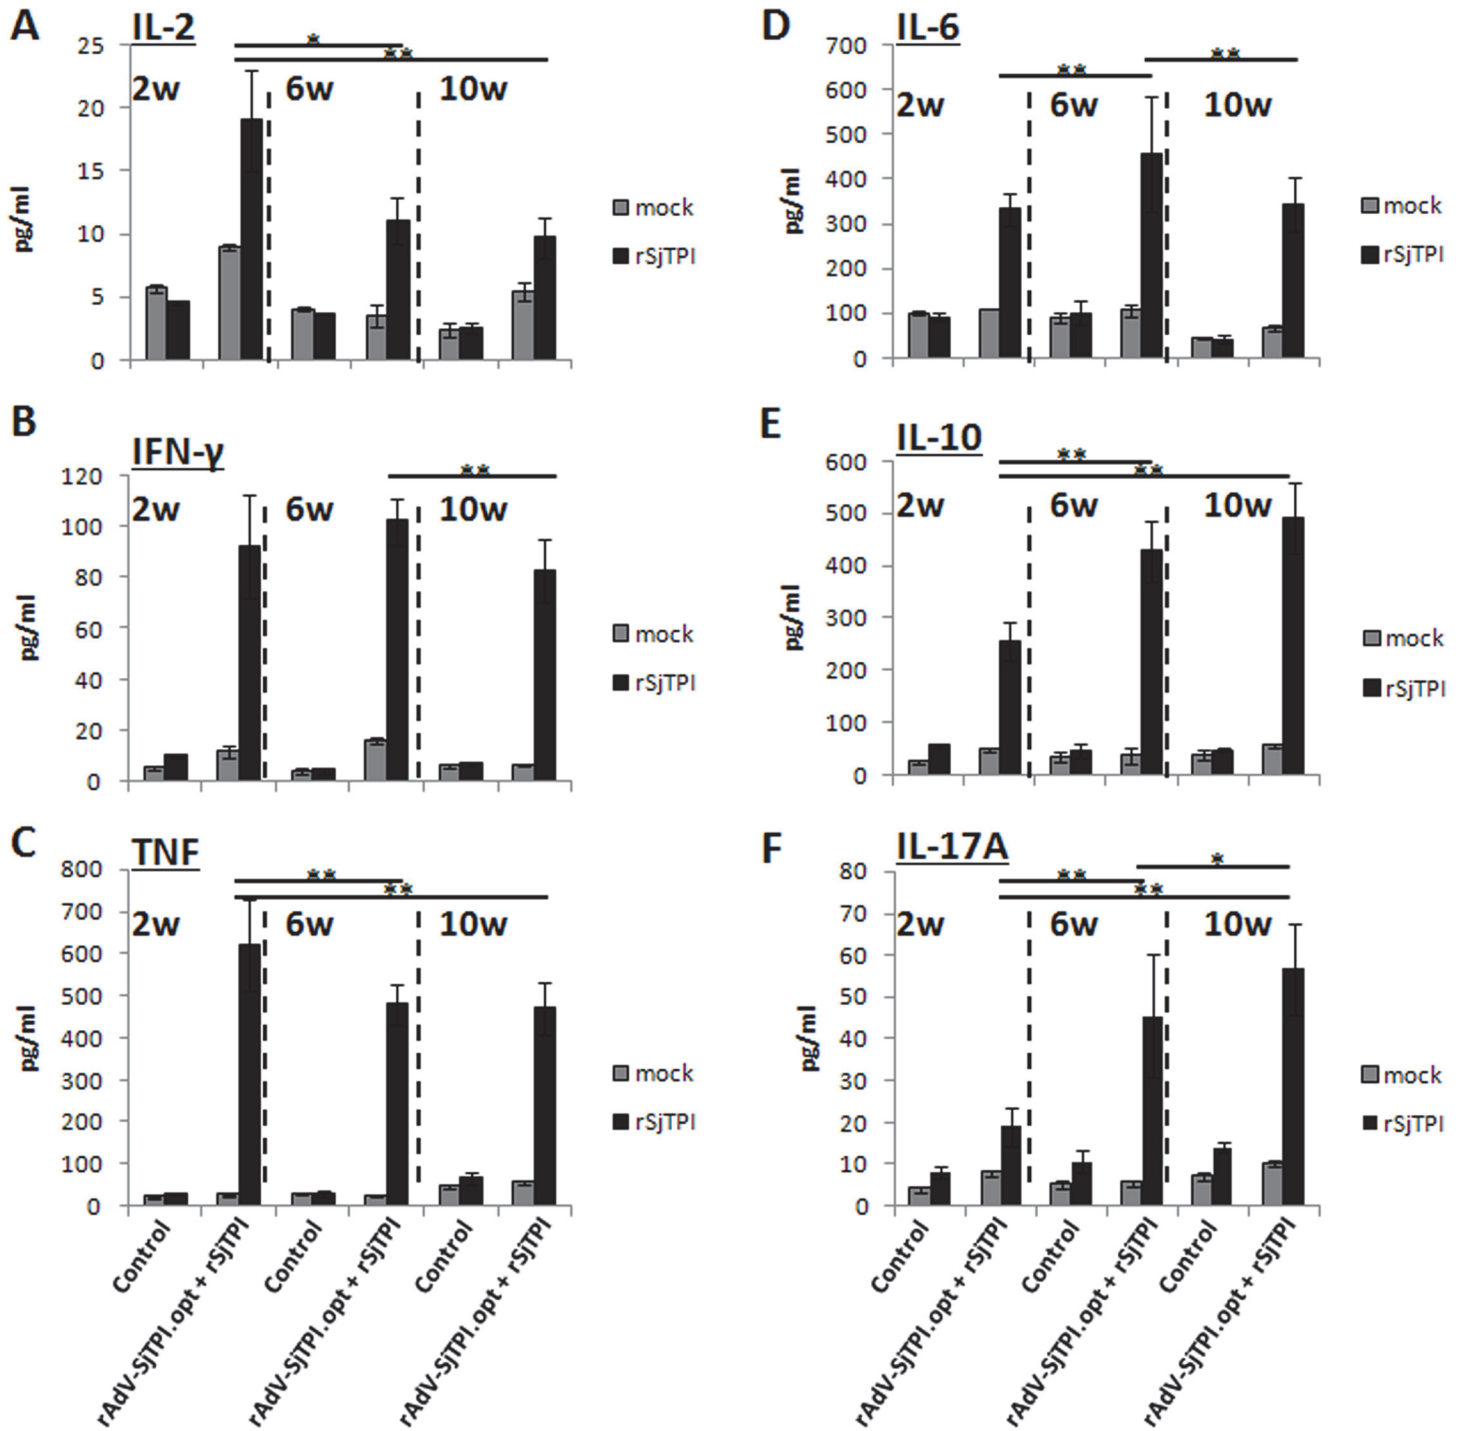 A IL-2
25
20
15
10
5
0
pg/ml
* **
2w 6w 10w
mock
rSjTPI
B IFN-γ
120
100
80
60
40
20
0
pg/ml
**
2w 6w 10w
mock
rSjTPI
C TNF
800
700
600
500
400
300
200
100
0
pg/ml
** **
2w 6w 10w
mock
rSjTPI
Control
rAdV-SjTPI.opt + rSjTPI
Control
rAdV-SjTPI.opt + rSjTPI
Control
rAdV-SjTPI.opt + rSjTPI
D IL-6
700
600
500
400
300
200
100
0
pg/ml
** **
2w 6w 10w
mock
rSjTPI
E IL-10
600
500
400
300
200
100
0
pg/ml
** **
2w 6w 10w
mock
rSjTPI
F IL-17A
80
70
60
50
40
30
20
10
0
pg/ml
** ** *
2w 6w 10w
mock
rSjTPI
Control
rAdV-SjTPI.opt + rSjTPI
Control
rAdV-SjTPI.opt + rSjTPI
Control
rAdV-SjTPI.opt + rSjTPI